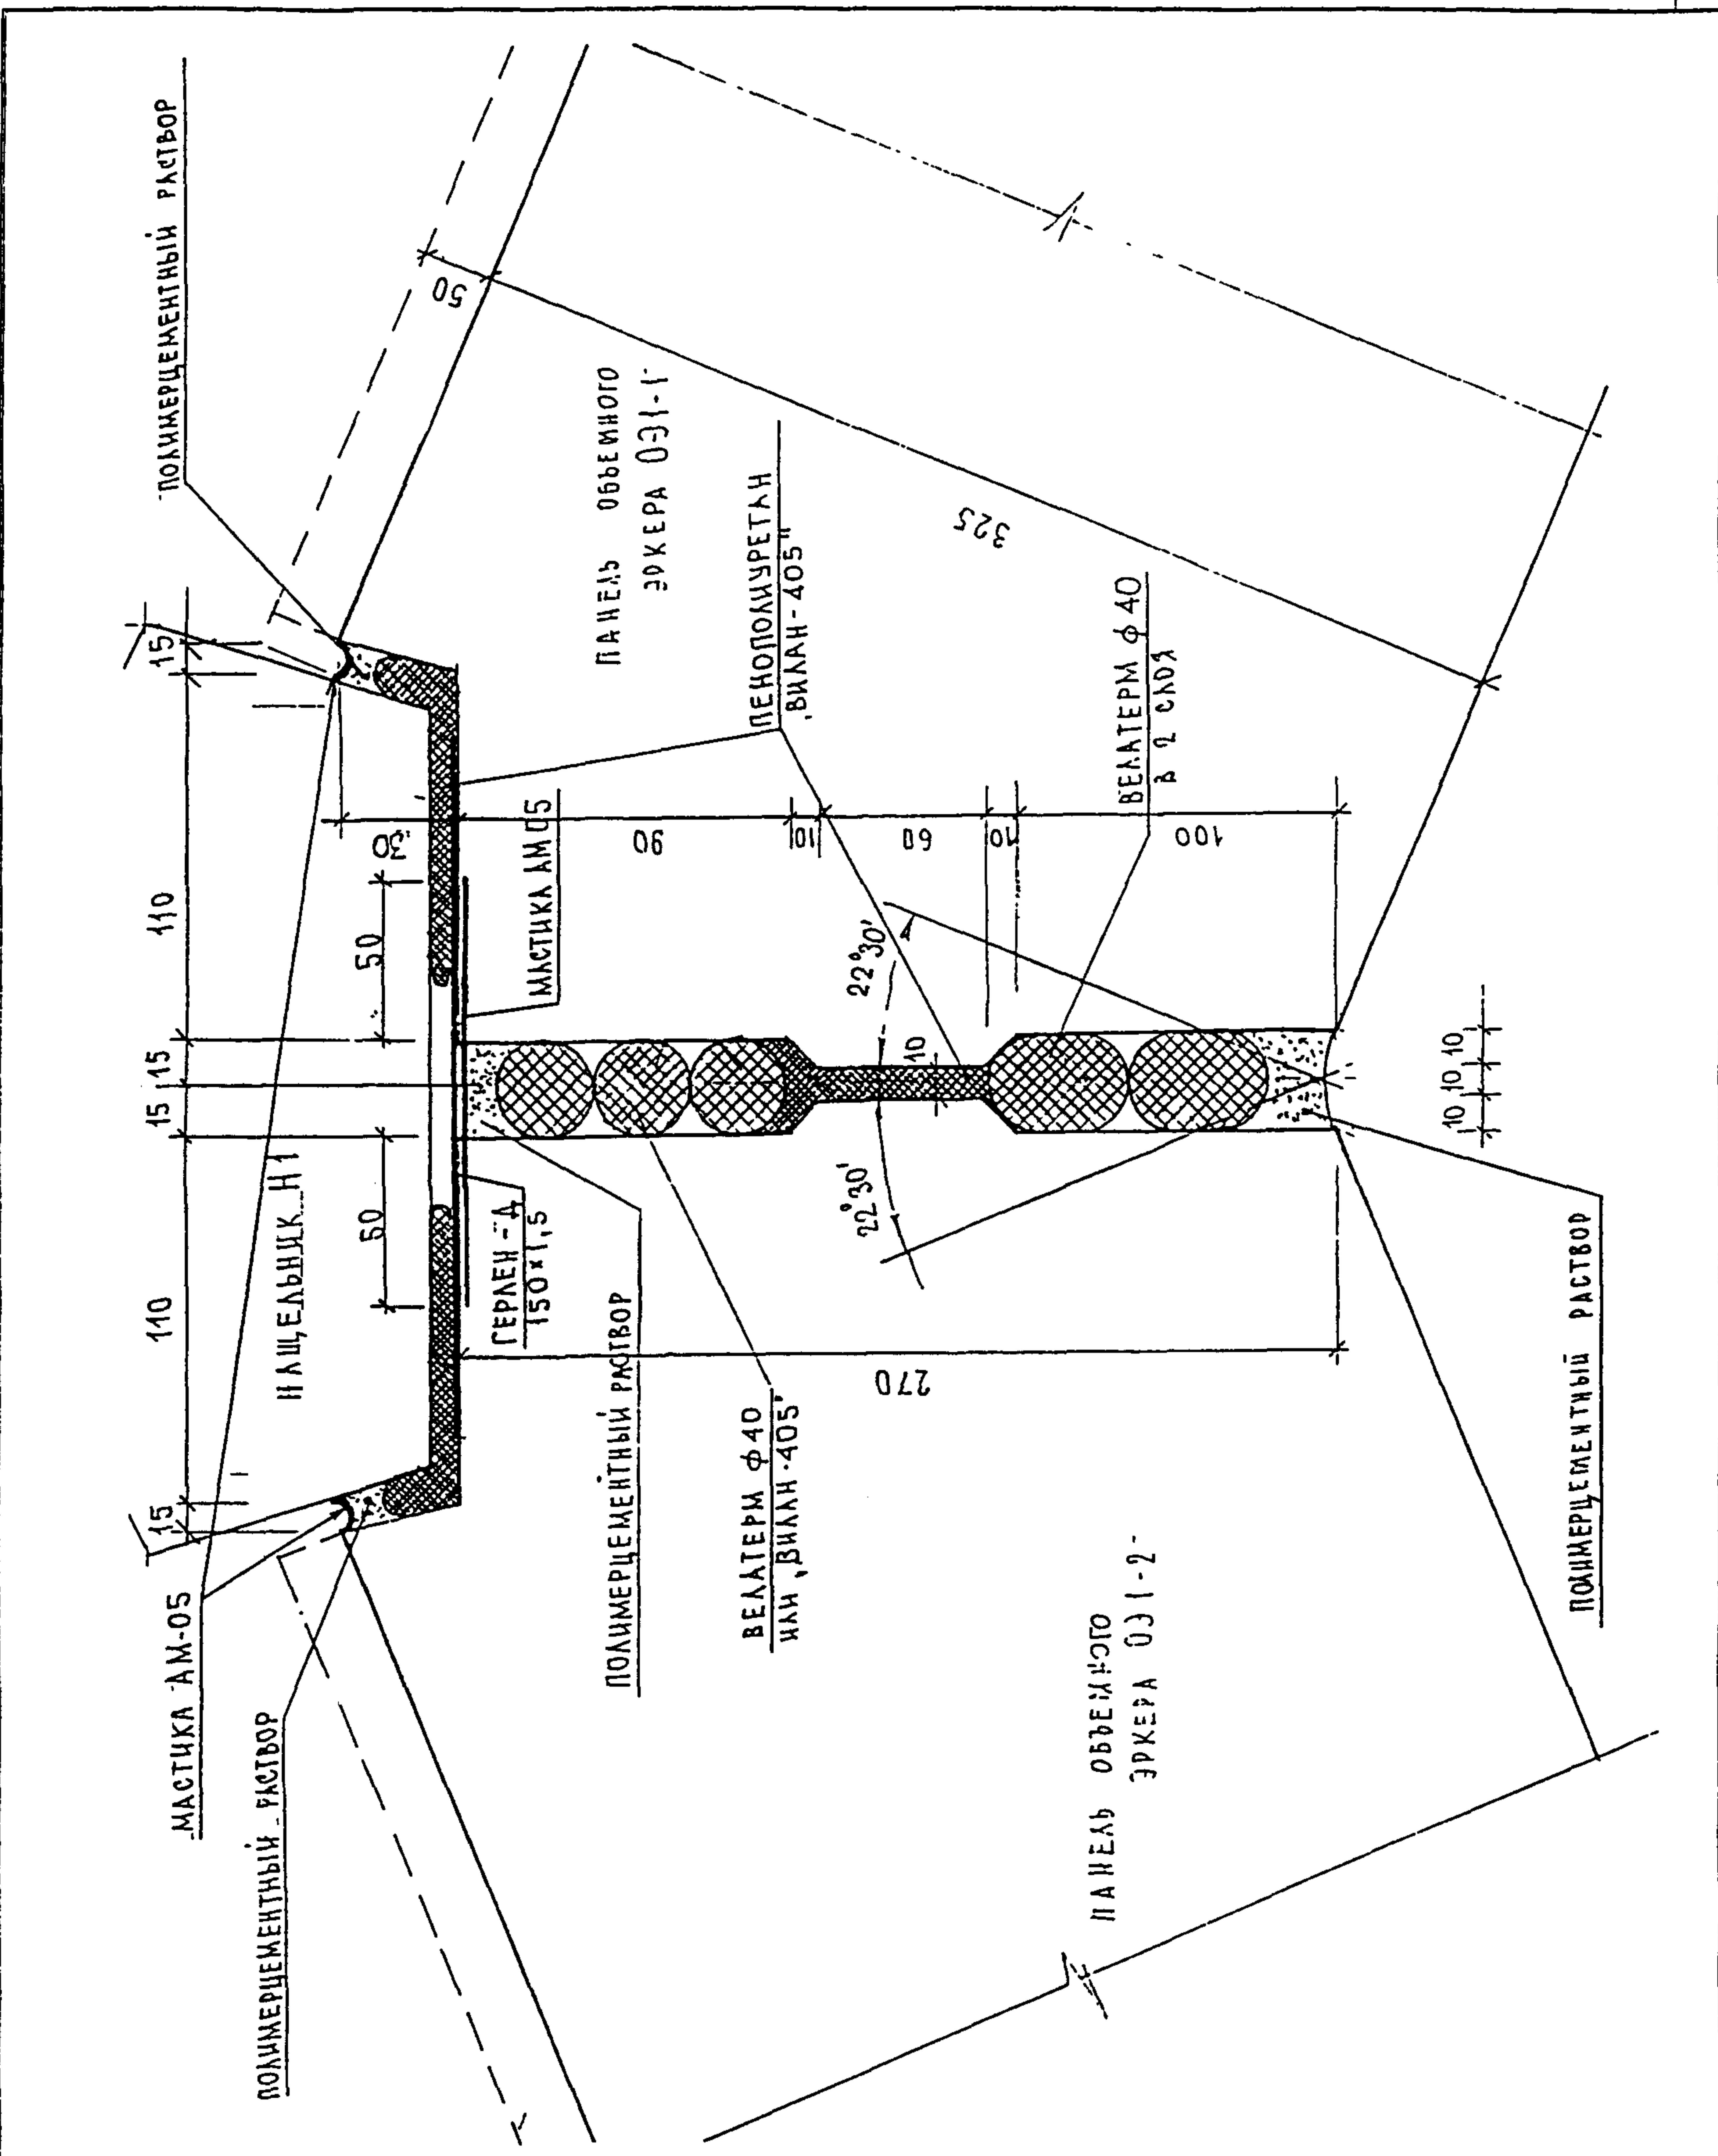 ПОЛИМЕРЦЕМЕНТНЫЙ РАСТВОР
МАСТИКА АМ-05
ПОЛИМЕРЦЕМЕНТНЫЙ РАСТВОР
15
110
15
15
110
15
НАЩЕЛЬНИК Н1
50
50
50
30
ПАНЕЛЬ ОБЪЕМНОГО
ЭРКЕРА ОЭ1-1
ГЕРЛЕН-Д
150×1,5
МАСТИКА АМ05
ПЕНОПОЛИУРЕТАН
"ВИЛАН-405"
ПОЛИМЕРЦЕМЕНТНЫЙ РАСТВОР
90
10
60
10
100
325
ВЕЛАТЕРМ ф40
ИЛИ "ВИЛАН-405"
22°30'
22°30'
10
270
ВЕЛАТЕРМ ф40
В 2 СЛОЯ
ПАНЕЛЬ ОБЪЕМНОГО
ЭРКЕРА ОЭ1-2
10
10
10
ПОЛИМЕРЦЕМЕНТНЫЙ РАСТВОР